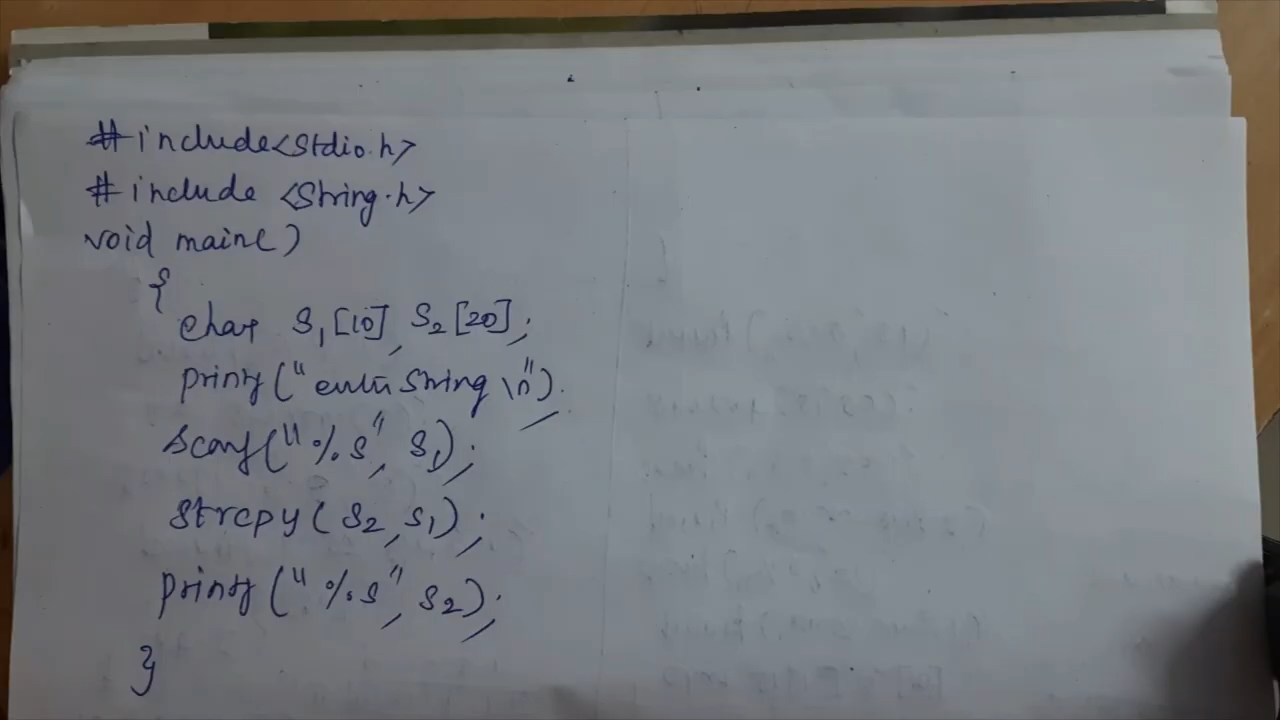 #include<stdio.h>
#include <string.h>
void main()
{
char S1[10], S2[20];
printf("enter string \n");
scanf("%s", S1);
strcpy(S2, S1);
printf("%s", S2);
}